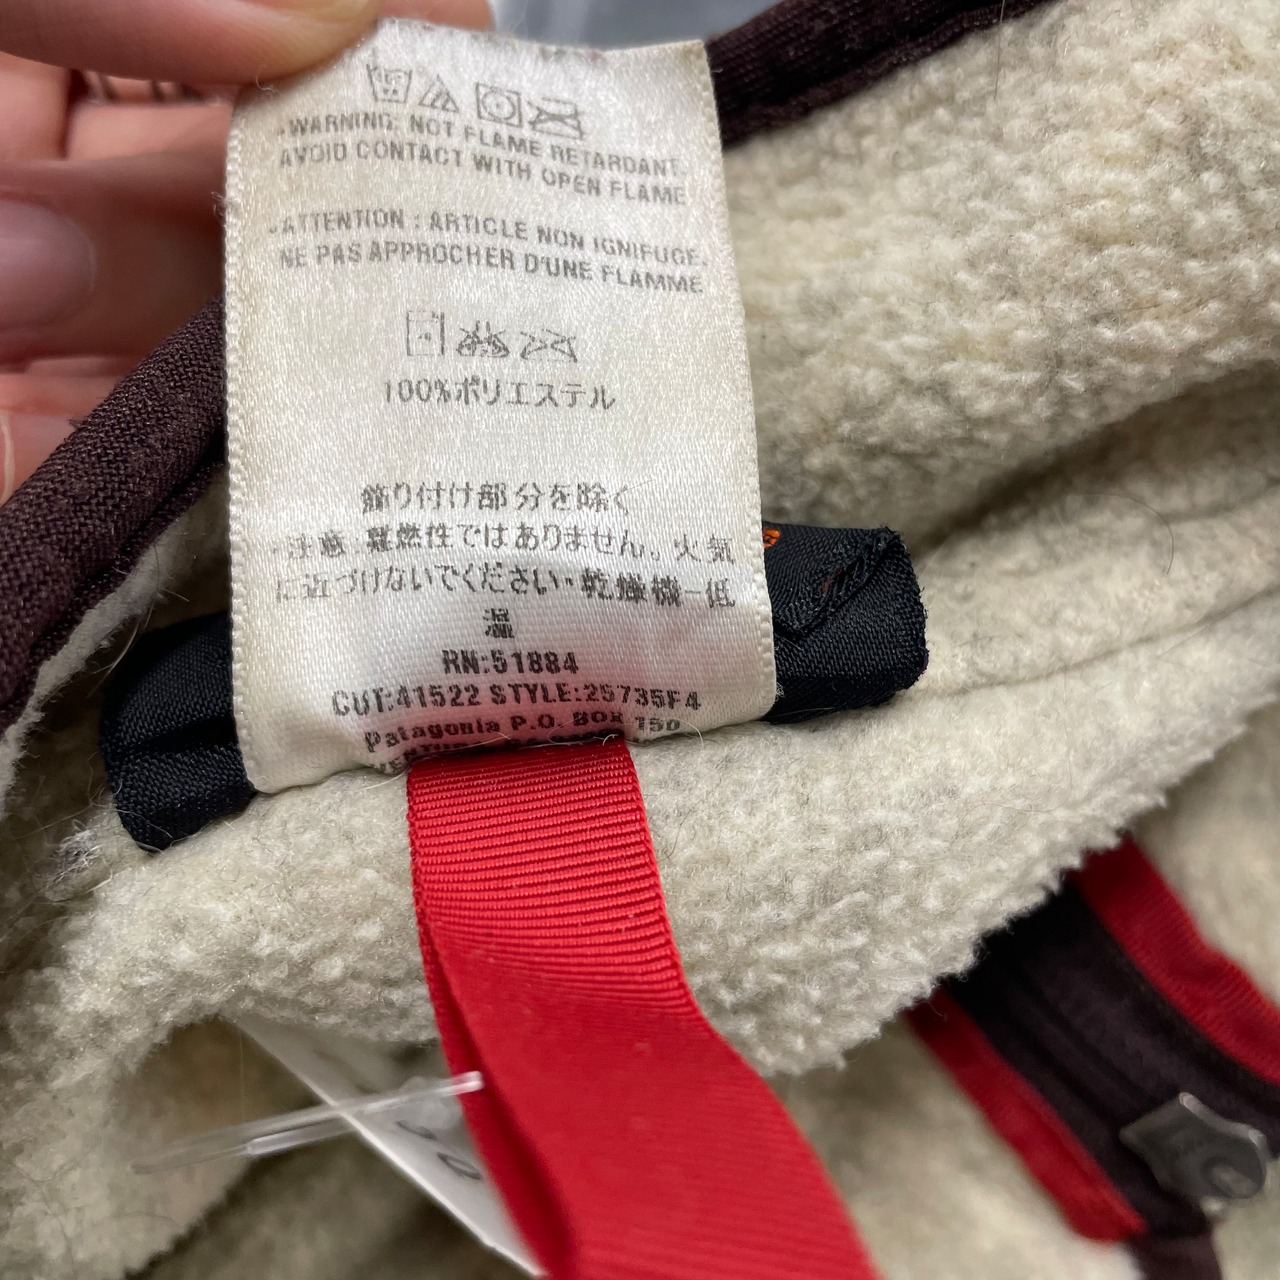 •WARNING: NOT FLAME RETARDANT.
AVOID CONTACT WITH OPEN FLAME
•ATTENTION : ARTICLE NON IGNIFUGE.
NE PAS APPROCHER D'UNE FLAMME
100%ポリエステル
飾り付け部分を除く
・注意:難燃性ではありません。火気
に近づけないでください・乾燥機-低
温
RN:51884
CUT:41522 STYLE:25735F4
Patagonia P.O. BOX 150